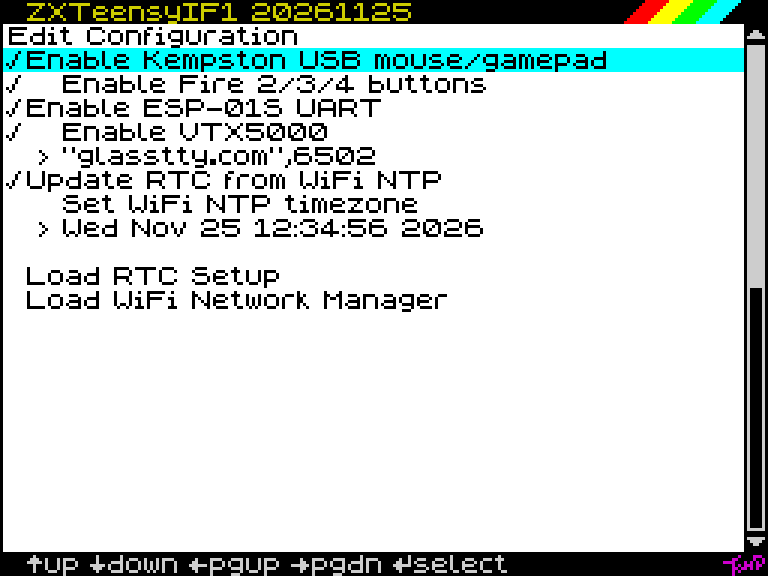 ZXTeensyIF1 20261125
Edit Configuration
✓Enable Kempston USB mouse/gamepad
✓ Enable Fire 2/3/4 buttons
✓Enable ESP-01S UART
✓ Enable VTX5000
> "glasstty.com",6502
✓Update RTC from WiFi NTP
Set WiFi NTP timezone
> Wed Nov 25 12:34:56 2026
Load RTC Setup
Load WiFi Network Manager
↑up ↓down ←pgup →pgdn ↵select